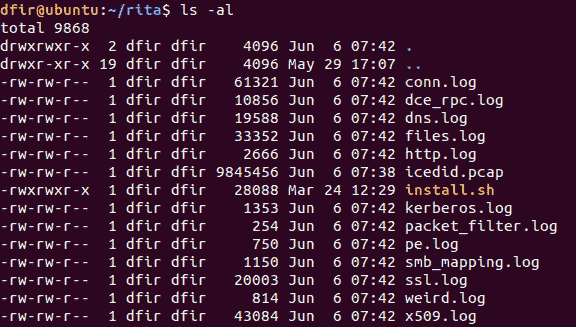 dfir@ubuntu:~/rita$ ls -al
total 9868
drwxrwxr-x  2 dfir dfir    4096 Jun  6 07:42 .
drwxr-xr-x 19 dfir dfir    4096 May 29 17:07 ..
-rw-rw-r--  1 dfir dfir   61321 Jun  6 07:42 conn.log
-rw-rw-r--  1 dfir dfir   10856 Jun  6 07:42 dce_rpc.log
-rw-rw-r--  1 dfir dfir   19588 Jun  6 07:42 dns.log
-rw-rw-r--  1 dfir dfir   33352 Jun  6 07:42 files.log
-rw-rw-r--  1 dfir dfir    2666 Jun  6 07:42 http.log
-rw-rw-r--  1 dfir dfir 9845456 Jun  6 07:38 icedid.pcap
-rwxrwxr-x  1 dfir dfir   28088 Mar 24 12:29 install.sh
-rw-rw-r--  1 dfir dfir    1353 Jun  6 07:42 kerberos.log
-rw-rw-r--  1 dfir dfir     254 Jun  6 07:42 packet_filter.log
-rw-rw-r--  1 dfir dfir     750 Jun  6 07:42 pe.log
-rw-rw-r--  1 dfir dfir    1150 Jun  6 07:42 smb_mapping.log
-rw-rw-r--  1 dfir dfir   20003 Jun  6 07:42 ssl.log
-rw-rw-r--  1 dfir dfir     814 Jun  6 07:42 weird.log
-rw-rw-r--  1 dfir dfir   43084 Jun  6 07:42 x509.log